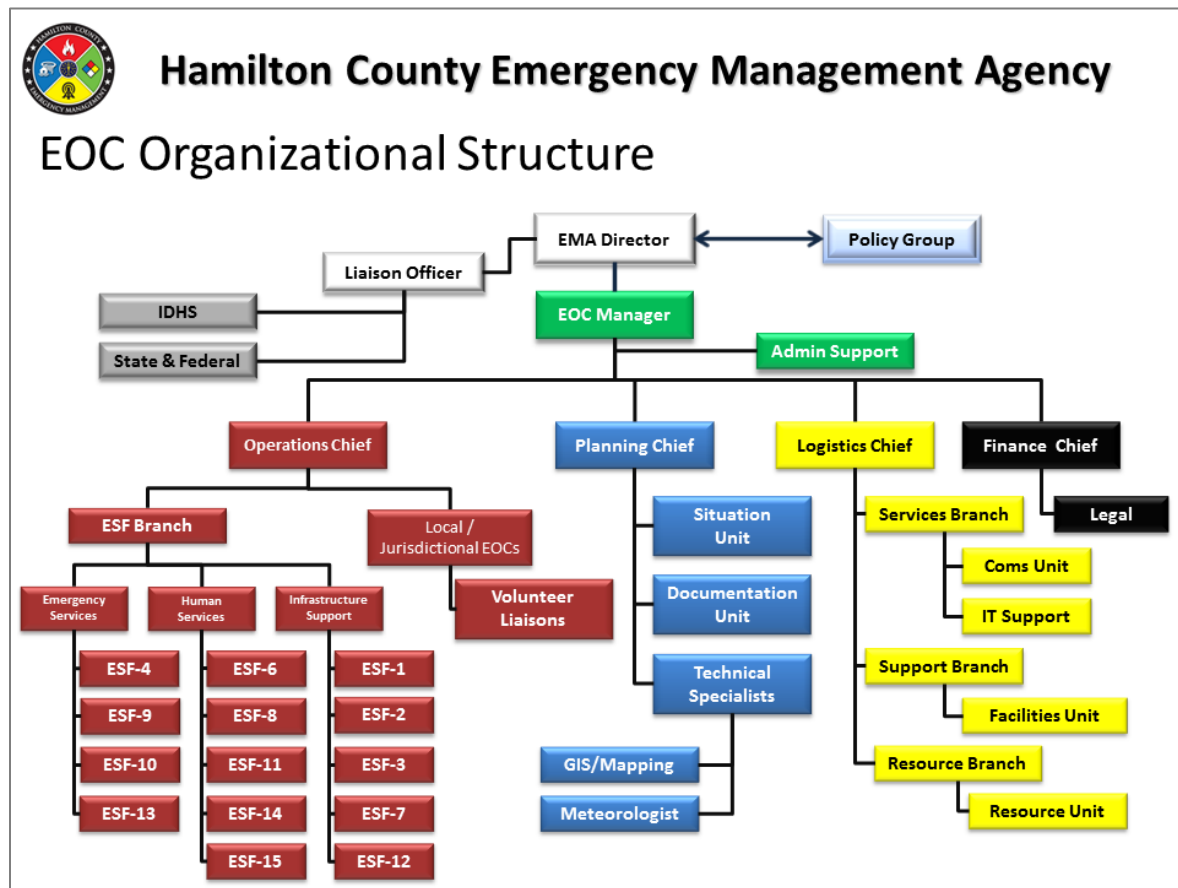 HAMILTON COUNTY
EMERGENCY MANAGEMENT
Hamilton County Emergency Management Agency
EOC Organizational Structure
EMA Director
Policy Group
Liaison Officer
IDHS
EOC Manager
State & Federal
Admin Support
Operations Chief
Planning Chief
Logistics Chief
Finance Chief
ESF Branch
Local /
Jurisdictional EOCs
Situation
Unit
Services Branch
Legal
Emergency
Services
Human
Services
Infrastructure
Support
Volunteer
Liaisons
Documentation
Unit
Coms Unit
IT Support
ESF-4
ESF-6
ESF-1
Technical
Specialists
Support Branch
ESF-9
ESF-8
ESF-2
Facilities Unit
ESF-10
ESF-11
ESF-3
GIS/Mapping
Resource Branch
ESF-13
ESF-14
ESF-7
Meteorologist
Resource Unit
ESF-15
ESF-12